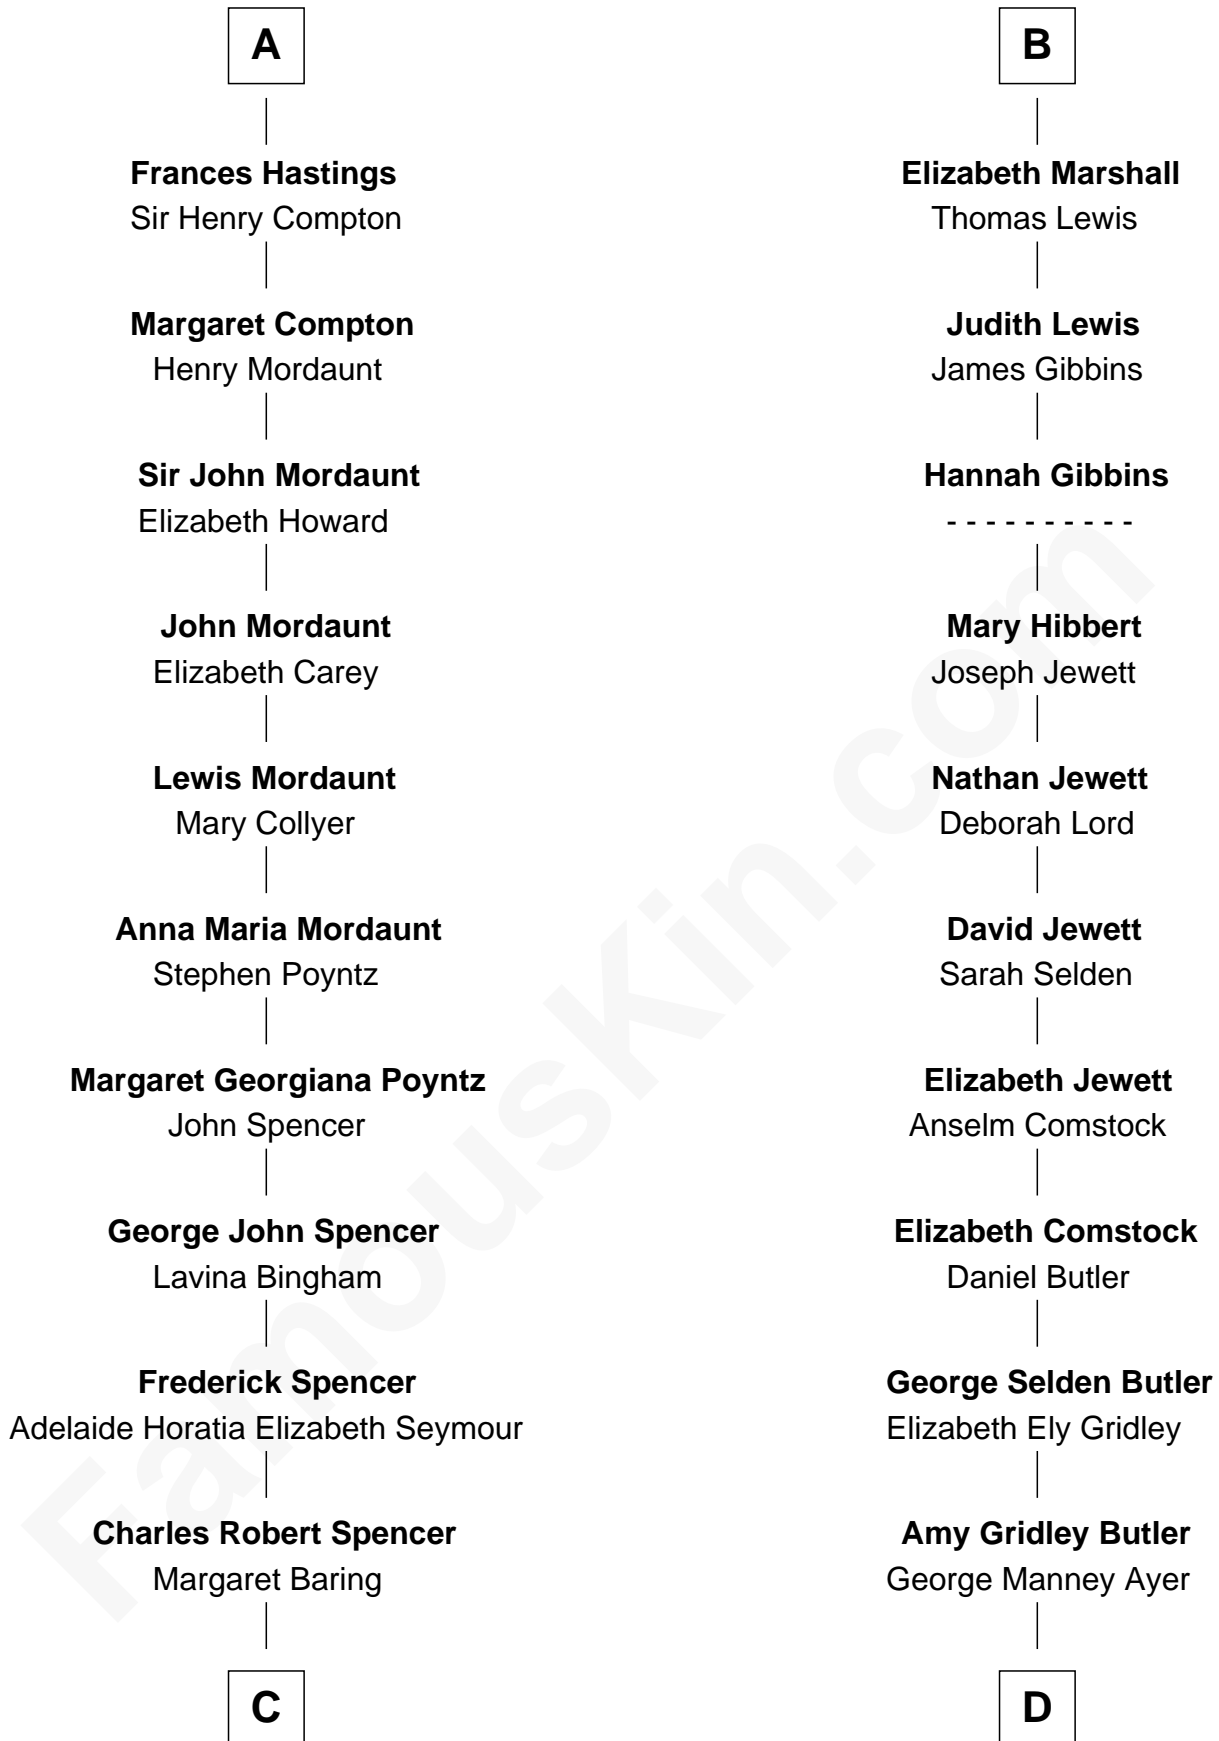 A
Frances Hastings
Sir Henry Compton
Margaret Compton
Henry Mordaunt
Sir John Mordaunt
Elizabeth Howard
John Mordaunt
Elizabeth Carey
Lewis Mordaunt
Mary Collyer
Anna Maria Mordaunt
Stephen Poyntz
Margaret Georgiana Poyntz
John Spencer
George John Spencer
Lavina Bingham
Frederick Spencer
Adelaide Horatia Elizabeth Seymour
Charles Robert Spencer
Margaret Baring
C
B
Elizabeth Marshall
Thomas Lewis
Judith Lewis
James Gibbins
Hannah Gibbins
- - - - - - - - - -
Mary Hibbert
Joseph Jewett
Nathan Jewett
Deborah Lord
David Jewett
Sarah Selden
Elizabeth Jewett
Anselm Comstock
Elizabeth Comstock
Daniel Butler
George Selden Butler
Elizabeth Ely Gridley
Amy Gridley Butler
George Manney Ayer
D
FamousKin.com